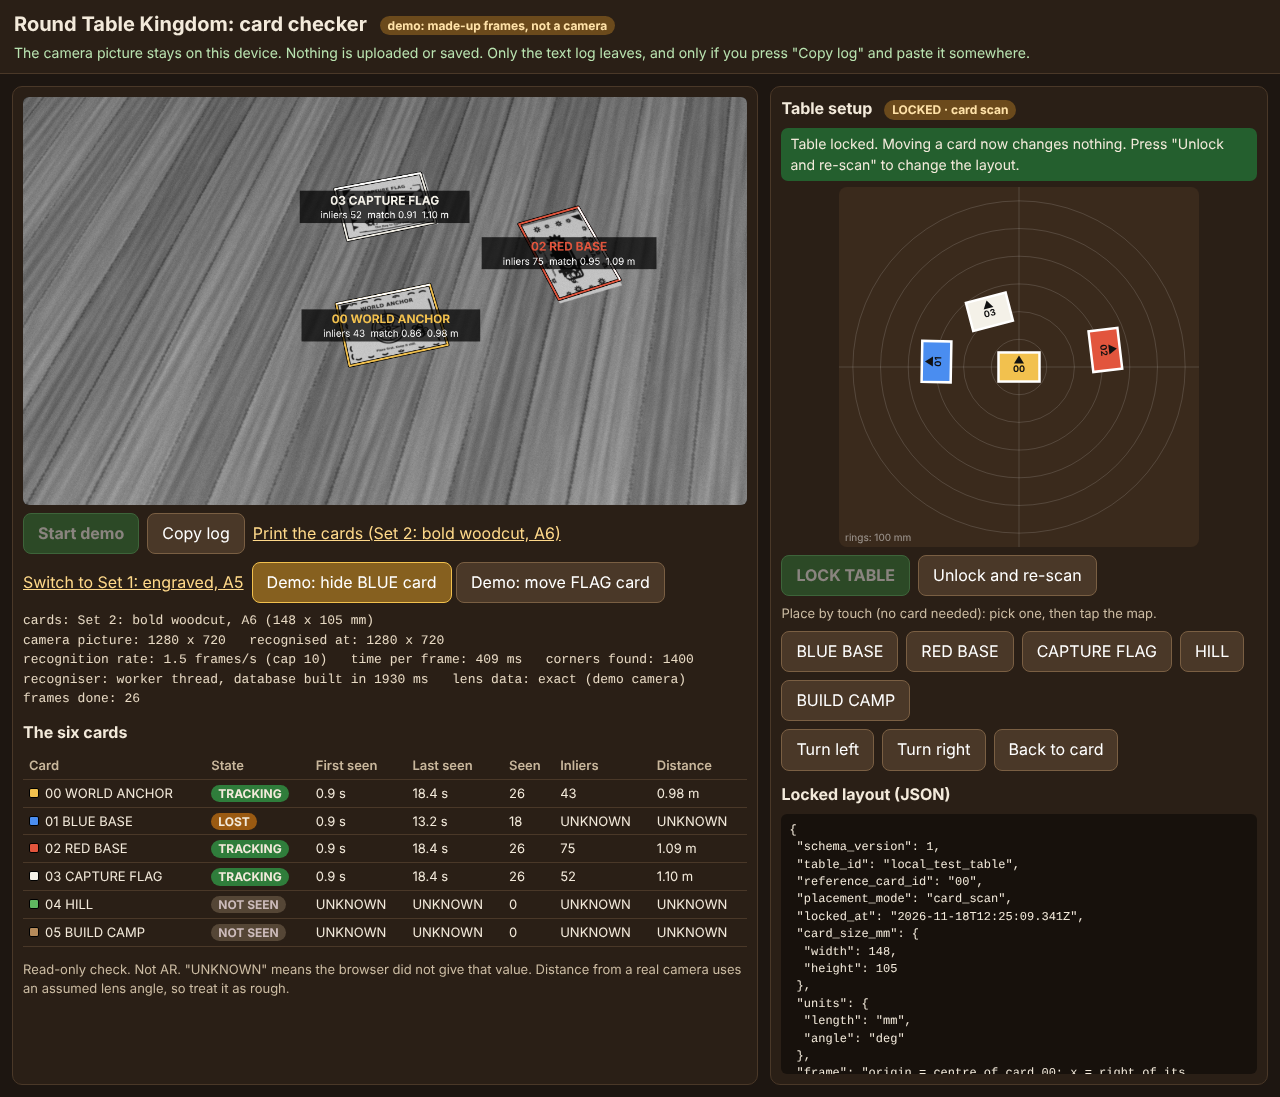 Round Table Kingdom: card checker demo: made-up frames, not a camera
The camera picture stays on this device. Nothing is uploaded or saved. Only the text log leaves, and only if you press "Copy log" and paste it somewhere.
CAPTURE FLAG
03 CAPTURE FLAG
inliers 52 match 0.91 1.10 m
02 RED BASE
inliers 75 match 0.95 1.09 m
WORLD ANCHOR
00 WORLD ANCHOR
inliers 43 match 0.86 0.98 m
Start demo Copy log Print the cards (Set 2: bold woodcut, A6)
Switch to Set 1: engraved, A5 Demo: hide BLUE card Demo: move FLAG card
cards: Set 2: bold woodcut, A6 (148 x 105 mm)
camera picture: 1280 x 720 recognised at: 1280 x 720
recognition rate: 1.5 frames/s (cap 10) time per frame: 409 ms corners found: 1400
recogniser: worker thread, database built in 1930 ms lens data: exact (demo camera)
frames done: 26
The six cards
Card State First seen Last seen Seen Inliers Distance
00 WORLD ANCHOR TRACKING 0.9 s 18.4 s 26 43 0.98 m
01 BLUE BASE LOST 0.9 s 13.2 s 18 UNKNOWN UNKNOWN
02 RED BASE TRACKING 0.9 s 18.4 s 26 75 1.09 m
03 CAPTURE FLAG TRACKING 0.9 s 18.4 s 26 52 1.10 m
04 HILL NOT SEEN UNKNOWN UNKNOWN 0 UNKNOWN UNKNOWN
05 BUILD CAMP NOT SEEN UNKNOWN UNKNOWN 0 UNKNOWN UNKNOWN
Read-only check. Not AR. "UNKNOWN" means the browser did not give that value. Distance from a real camera uses
an assumed lens angle, so treat it as rough.
Table setup LOCKED · card scan
Table locked. Moving a card now changes nothing. Press "Unlock
and re-scan" to change the layout.
03
01
02
00
rings: 100 mm
LOCK TABLE Unlock and re-scan
Place by touch (no card needed): pick one, then tap the map.
BLUE BASE RED BASE CAPTURE FLAG HILL
BUILD CAMP
Turn left Turn right Back to card
Locked layout (JSON)
{
"schema_version": 1,
"table_id": "local_test_table",
"reference_card_id": "00",
"placement_mode": "card_scan",
"locked_at": "2026-11-18T12:25:09.341Z",
"card_size_mm": {
"width": 148,
"height": 105
},
"units": {
"length": "mm",
"angle": "deg"
},
"frame": "origin = centre of card 00; x = right of its